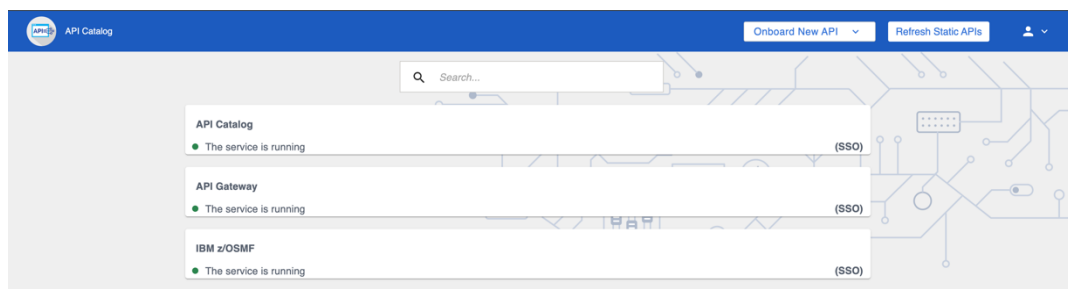 API Catalog
Onboard New API
Refresh Static APIs
Search...
API Catalog
The service is running
(SSO)
API Gateway
The service is running
(SSO)
IBM z/OSMF
The service is running
(SSO)